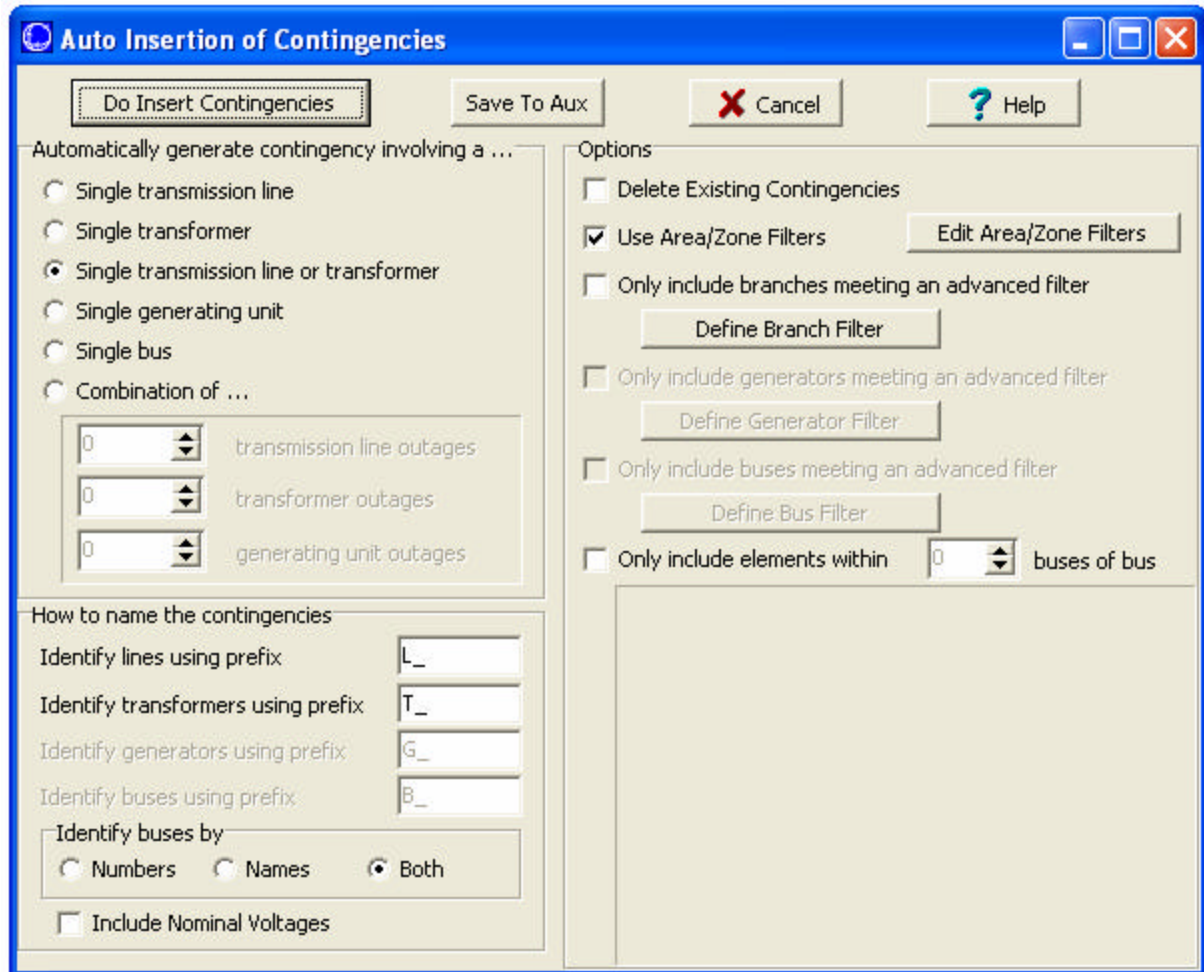 Auto Insertion of Contingencies
Do Insert Contingencies
Save To Aux
Cancel
? Help
Automatically generate contingency involving a ...
Single transmission line
Single transformer
Single transmission line or transformer
Single generating unit
Single bus
Combination of ...
0 transmission line outages
0 transformer outages
0 generating unit outages
How to name the contingencies
Identify lines using prefix L_
Identify transformers using prefix T_
Identify generators using prefix G_
Identify buses using prefix B_
Identify buses by
Numbers Names Both
Include Nominal Voltages
Options
Delete Existing Contingencies
Use Area/Zone Filters Edit Area/Zone Filters
Only include branches meeting an advanced filter
Define Branch Filter
Only include generators meeting an advanced filter
Define Generator Filter
Only include buses meeting an advanced filter
Define Bus Filter
Only include elements within 0 buses of bus